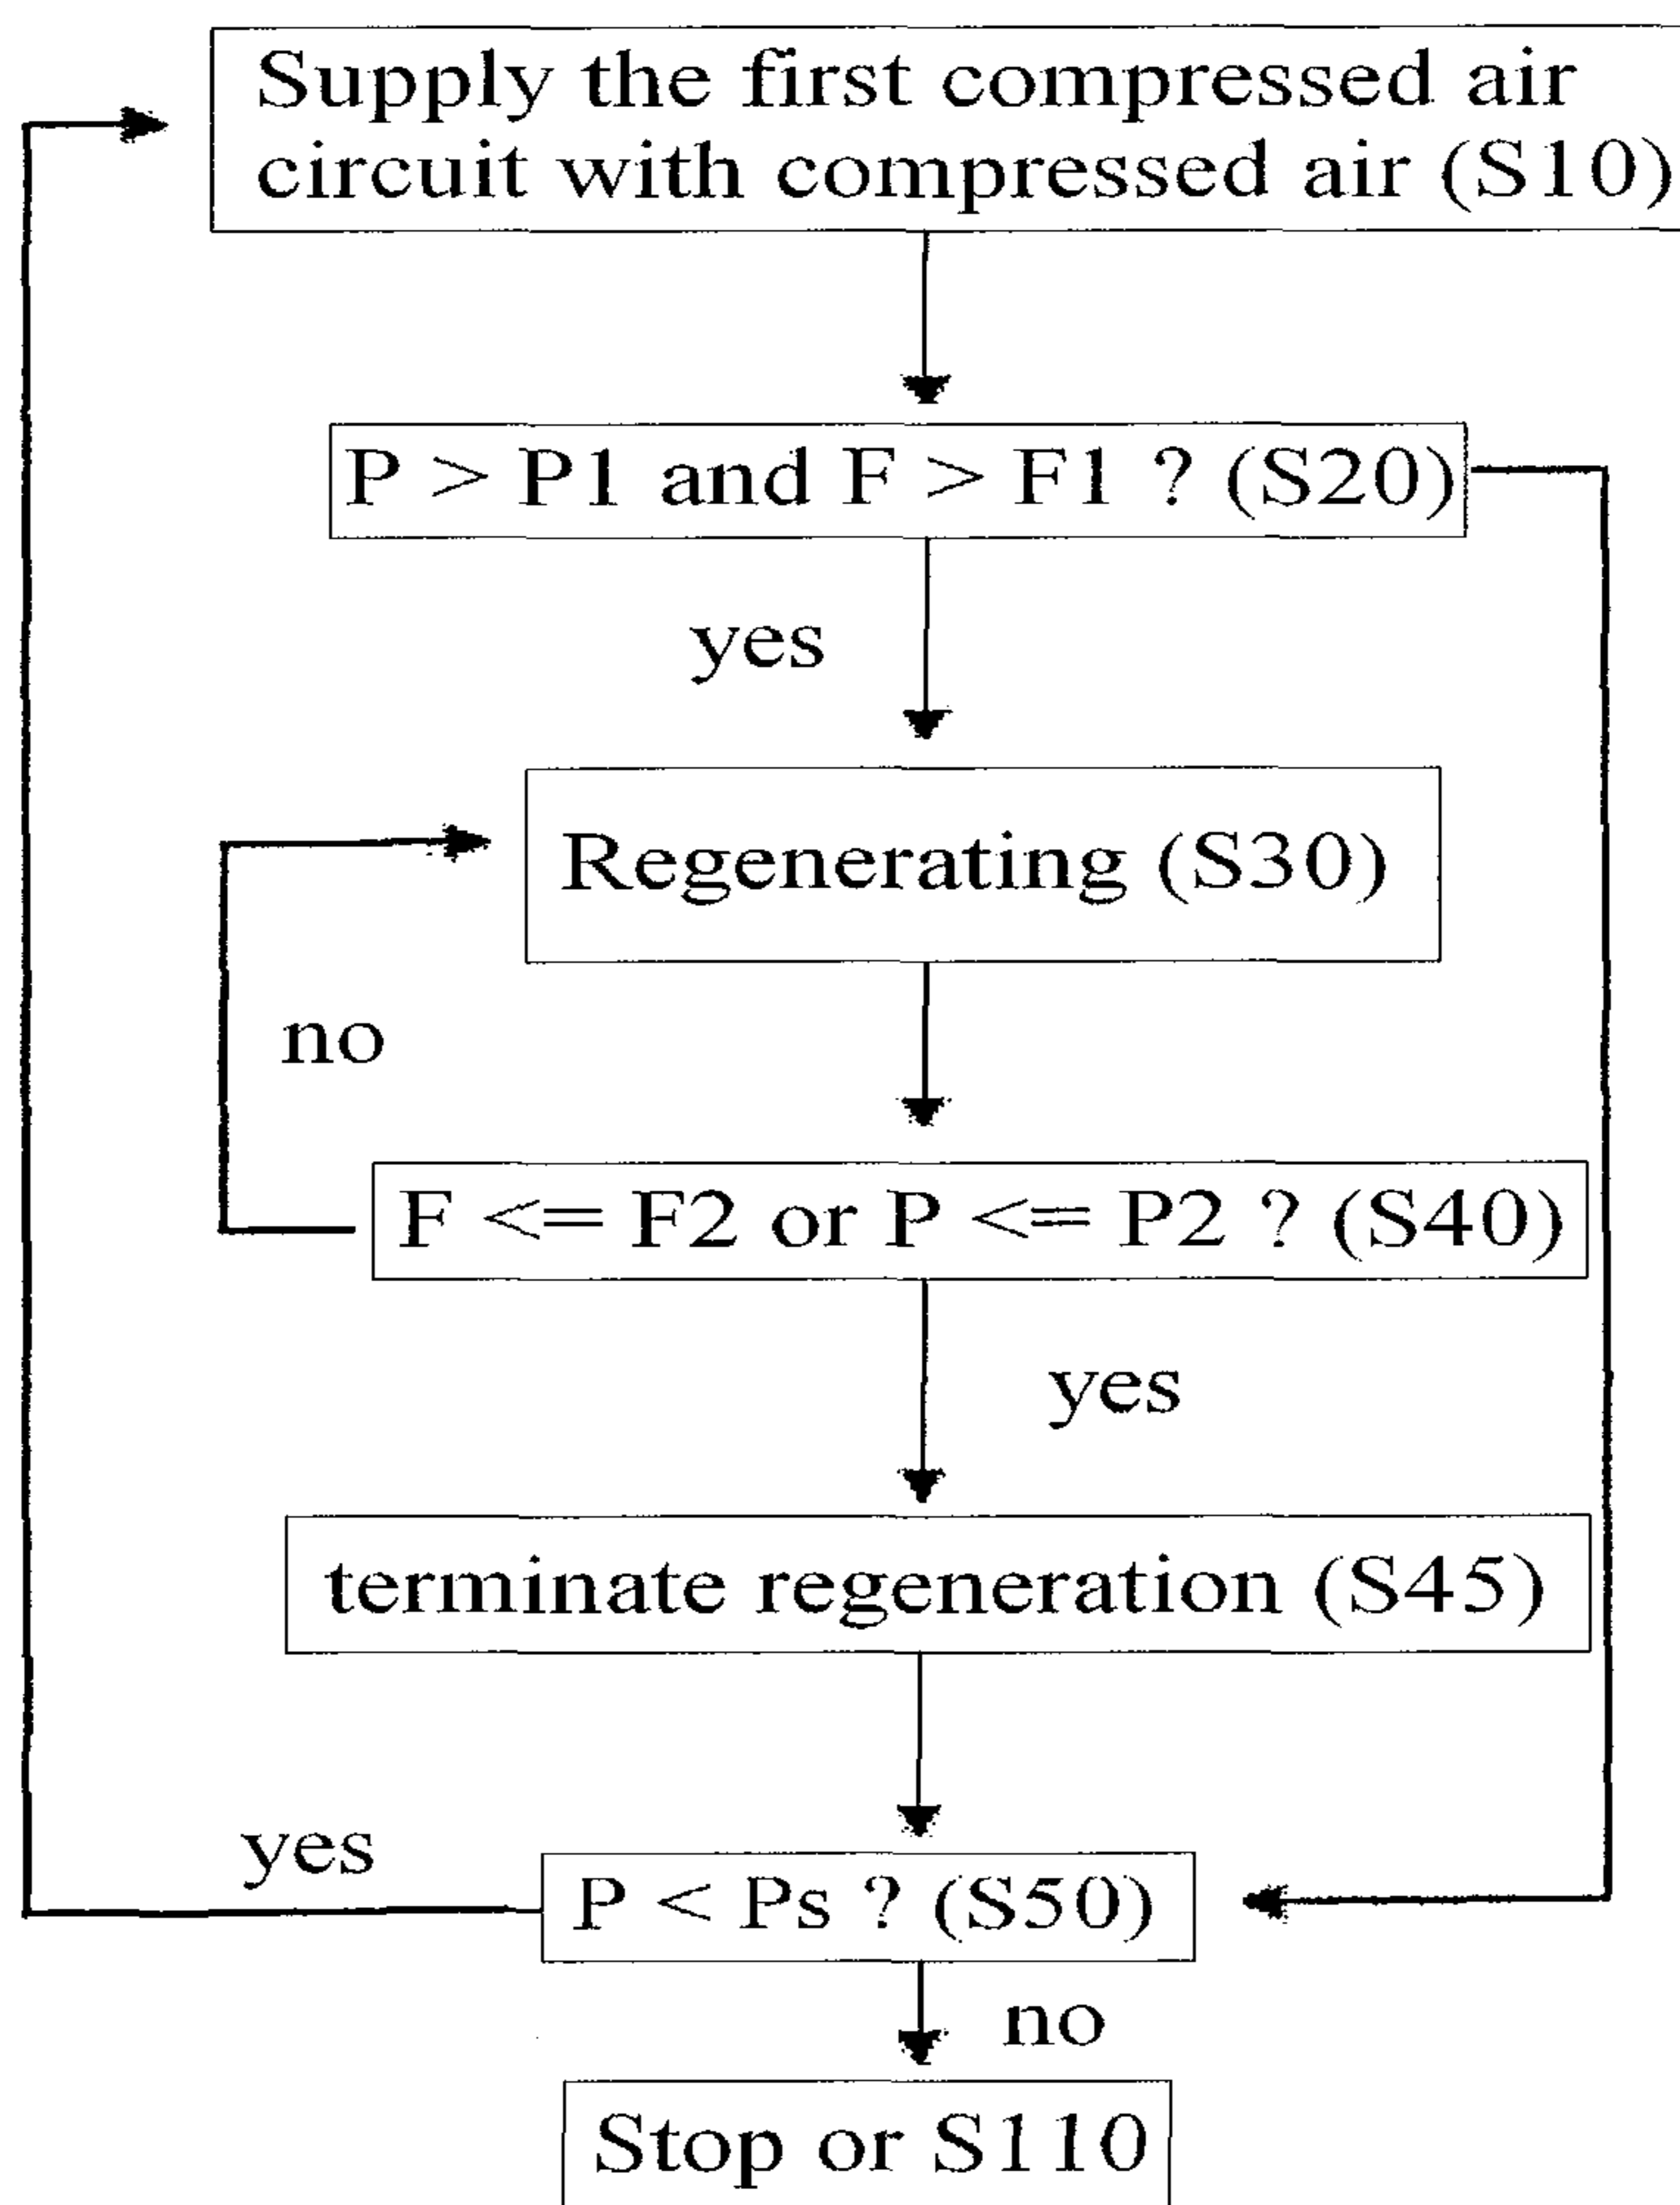 Supply the first compressed air
circuit with compressed air (S10)
P > P1 and F > F1 ? (S20)
yes
Regenerating (S30)
no
F <= F2 or P <= P2 ? (S40)
yes
terminate regeneration (S45)
yes
P < Ps ? (S50)
no
Stop or S110